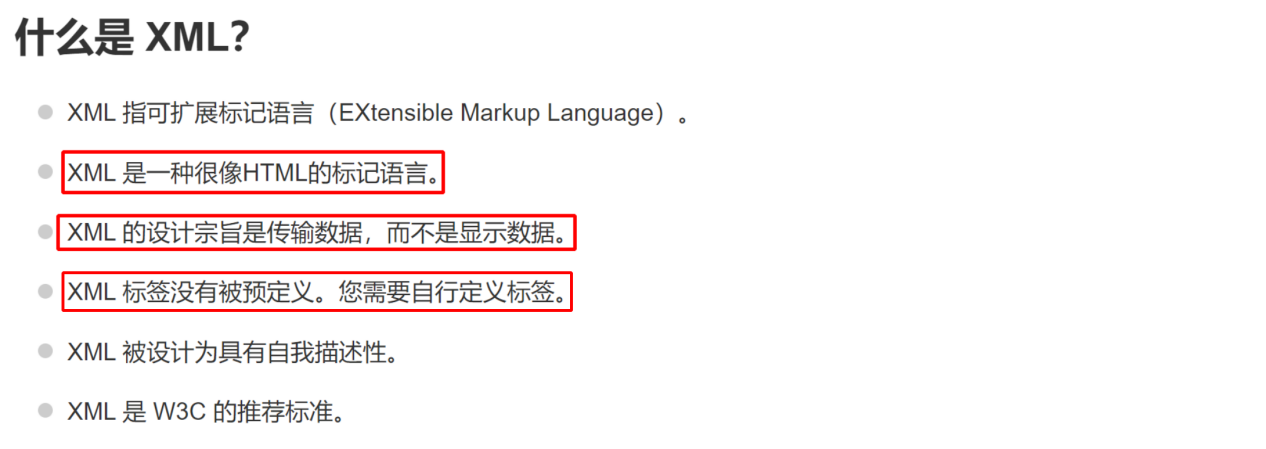 什么是 XML?
XML 指可扩展标记语言（EXtensible Markup Language）。
XML 是一种很像HTML的标记语言。
XML 的设计宗旨是传输数据，而不是显示数据。
XML 标签没有被预定义。您需要自行定义标签。
XML 被设计为具有自我描述性。
XML 是 W3C 的推荐标准。